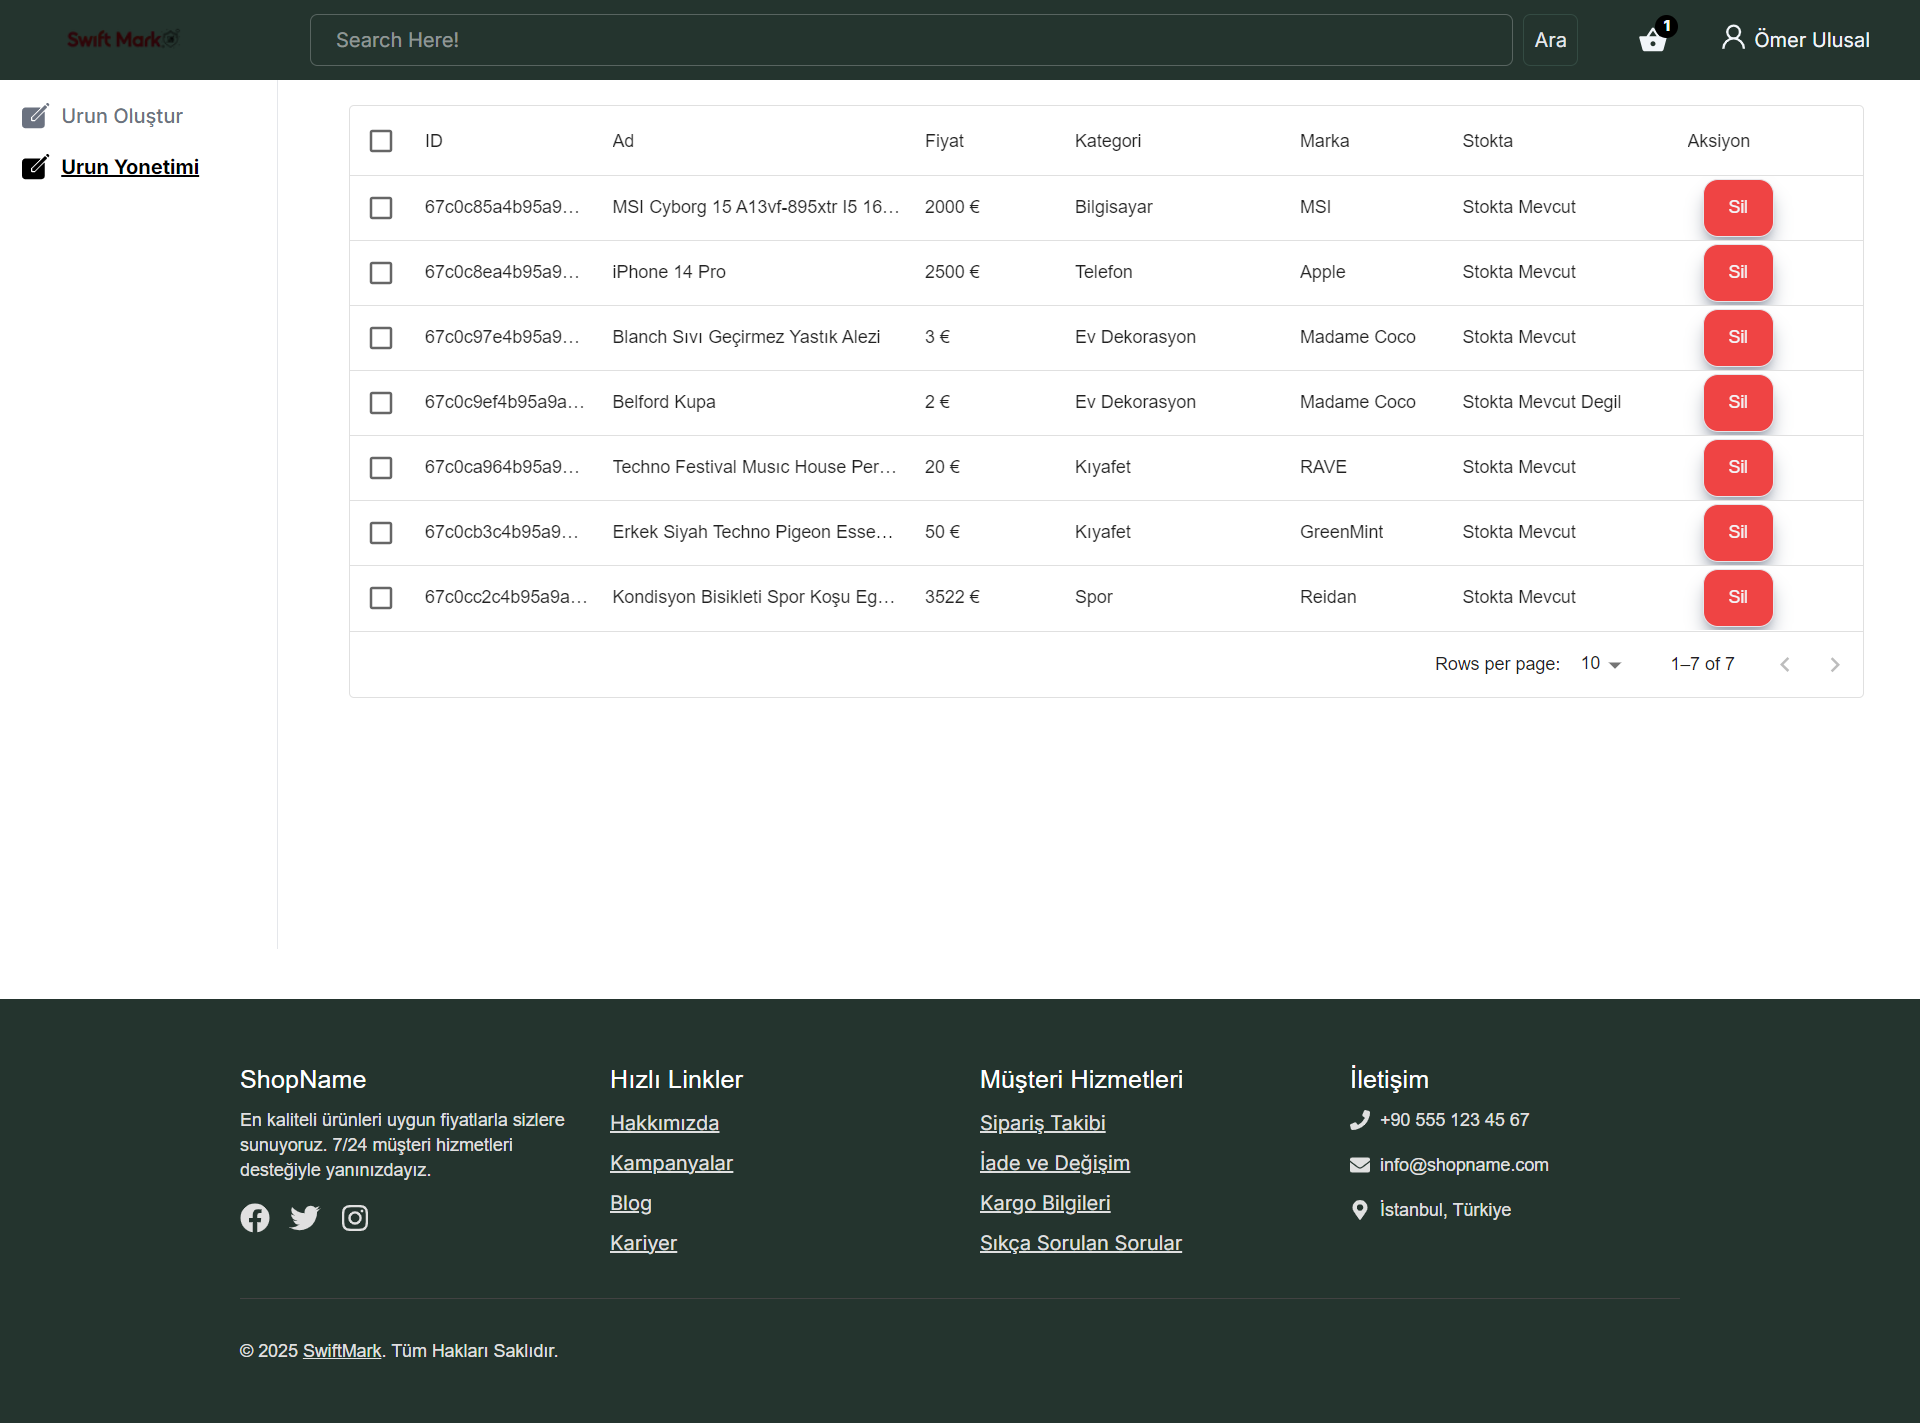 Swift Mark
Search Here!
Ara
1
Ömer Ulusal
Urun Oluştur
Urun Yonetimi
ID Ad Fiyat Kategori Marka Stokta Aksiyon
67c0c85a4b95a9... MSI Cyborg 15 A13vf-895xtr I5 16... 2000 € Bilgisayar MSI Stokta Mevcut Sil
67c0c8ea4b95a9... iPhone 14 Pro 2500 € Telefon Apple Stokta Mevcut Sil
67c0c97e4b95a9... Blanch Sıvı Geçirmez Yastık Alezi 3 € Ev Dekorasyon Madame Coco Stokta Mevcut Sil
67c0c9ef4b95a9a... Belford Kupa 2 € Ev Dekorasyon Madame Coco Stokta Mevcut Degil Sil
67c0ca964b95a9... Techno Festival Musıc House Per... 20 € Kıyafet RAVE Stokta Mevcut Sil
67c0cb3c4b95a9... Erkek Siyah Techno Pigeon Esse... 50 € Kıyafet GreenMint Stokta Mevcut Sil
67c0cc2c4b95a9a... Kondisyon Bisikleti Spor Koşu Eg... 3522 € Spor Reidan Stokta Mevcut Sil
Rows per page: 10 1–7 of 7
ShopName
En kaliteli ürünleri uygun fiyatlarla sizlere
sunuyoruz. 7/24 müşteri hizmetleri
desteğiyle yanınızdayız.
Hızlı Linkler
Hakkımızda
Kampanyalar
Blog
Kariyer
Müşteri Hizmetleri
Sipariş Takibi
İade ve Değişim
Kargo Bilgileri
Sıkça Sorulan Sorular
İletişim
+90 555 123 45 67
info@shopname.com
İstanbul, Türkiye
© 2025 SwiftMark. Tüm Hakları Saklıdır.